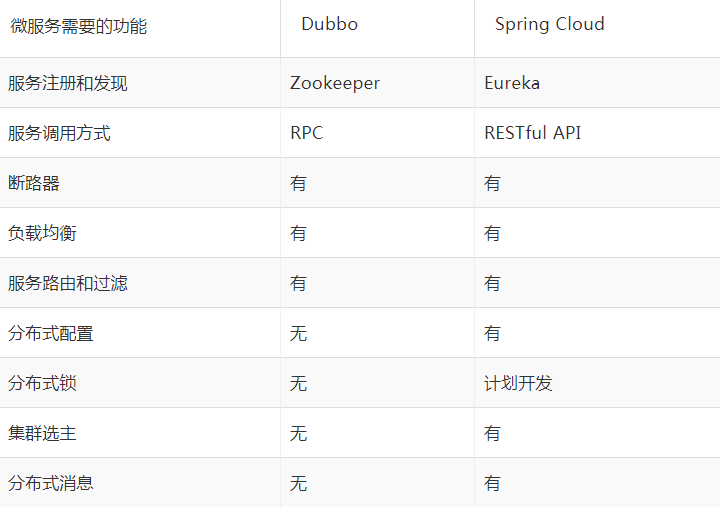 微服务需要的功能 Dubbo Spring Cloud
服务注册和发现 Zookeeper Eureka
服务调用方式 RPC RESTful API
断路器 有 有
负载均衡 有 有
服务路由和过滤 有 有
分布式配置 无 有
分布式锁 无 计划开发
集群选主 无 有
分布式消息 无 有